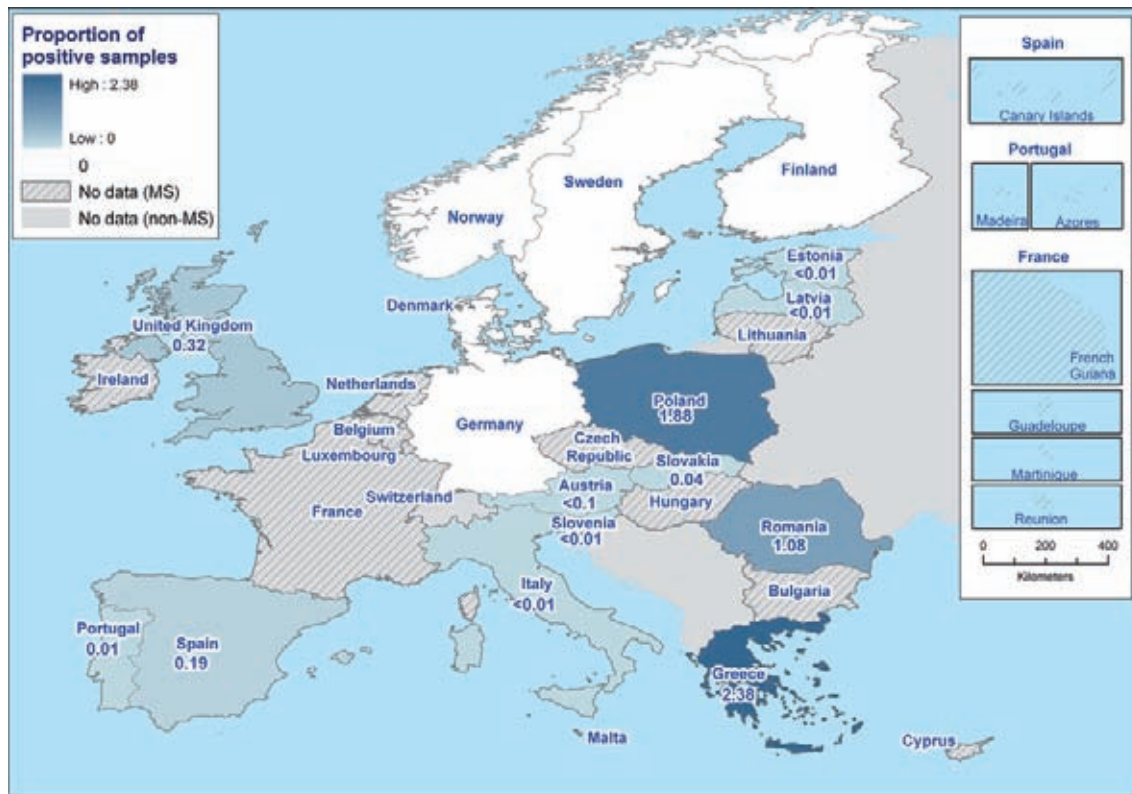 Proportion of
positive samples
High : 2.38
Low : 0
0
No data (MS)
No data (non-MS)
Norway
Sweden
Finland
Estonia
<0.01
Latvia
<0.01
Lithuania
Denmark
United Kingdom
0.32
Ireland
Netherlands
Belgium
Luxembourg
Germany
Poland
1.88
Czech
Republic
Slovakia
0.04
Austria
<0.1
Hungary
Switzerland
France
Slovenia
<0.01
Romania
1.08
Italy
<0.01
Bulgaria
Portugal
0.01
Spain
0.19
Greece
2.38
Malta
Cyprus
Spain
Canary Islands
Portugal
Madeira
Azores
France
French
Guiana
Guadeloupe
Martinique
Reunion
0 200 400
Kilometers